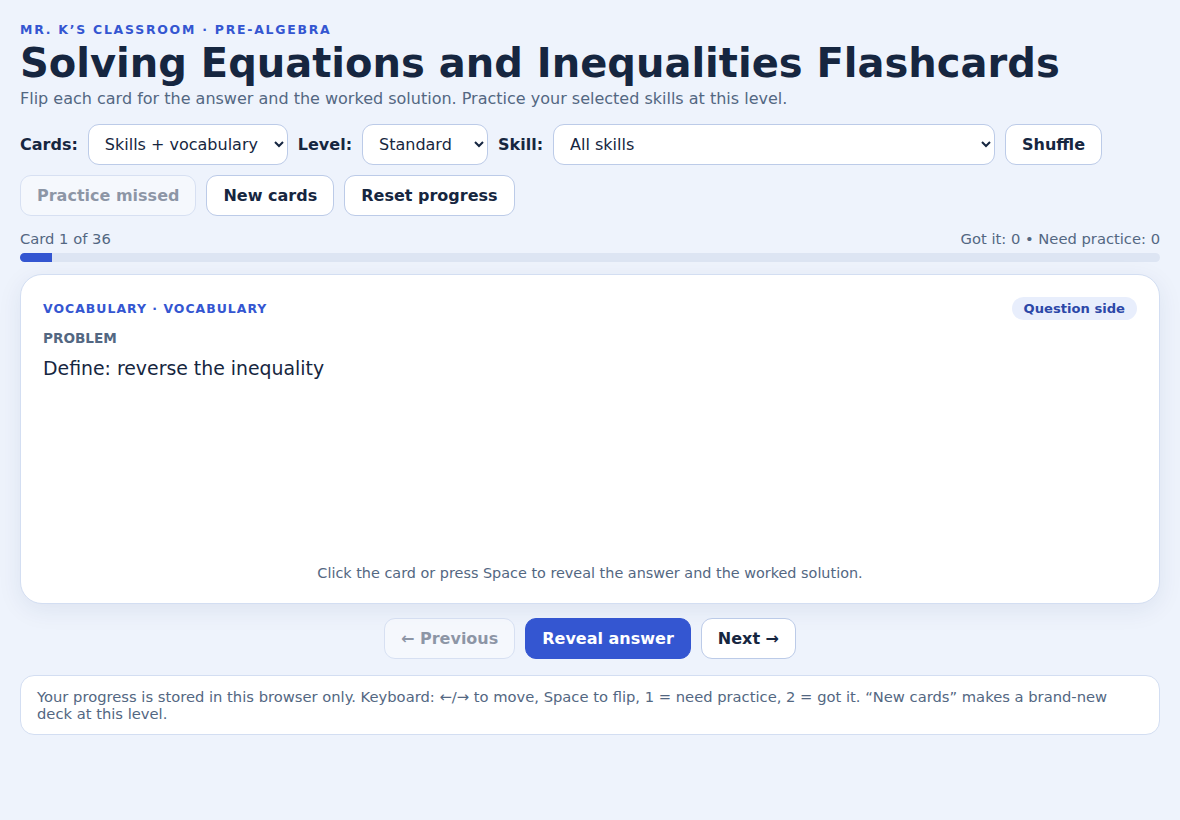 MR. K’S CLASSROOM · PRE-ALGEBRA
Solving Equations and Inequalities Flashcards
Flip each card for the answer and the worked solution. Practice your selected skills at this level.
Cards: Skills + vocabulary Level: Standard Skill: All skills Shuffle
Practice missed New cards Reset progress
Card 1 of 36 Got it: 0 • Need practice: 0
VOCABULARY · VOCABULARY Question side
PROBLEM
Define: reverse the inequality
Click the card or press Space to reveal the answer and the worked solution.
← Previous Reveal answer Next →
Your progress is stored in this browser only. Keyboard: ←/→ to move, Space to flip, 1 = need practice, 2 = got it. “New cards” makes a brand-new
deck at this level.